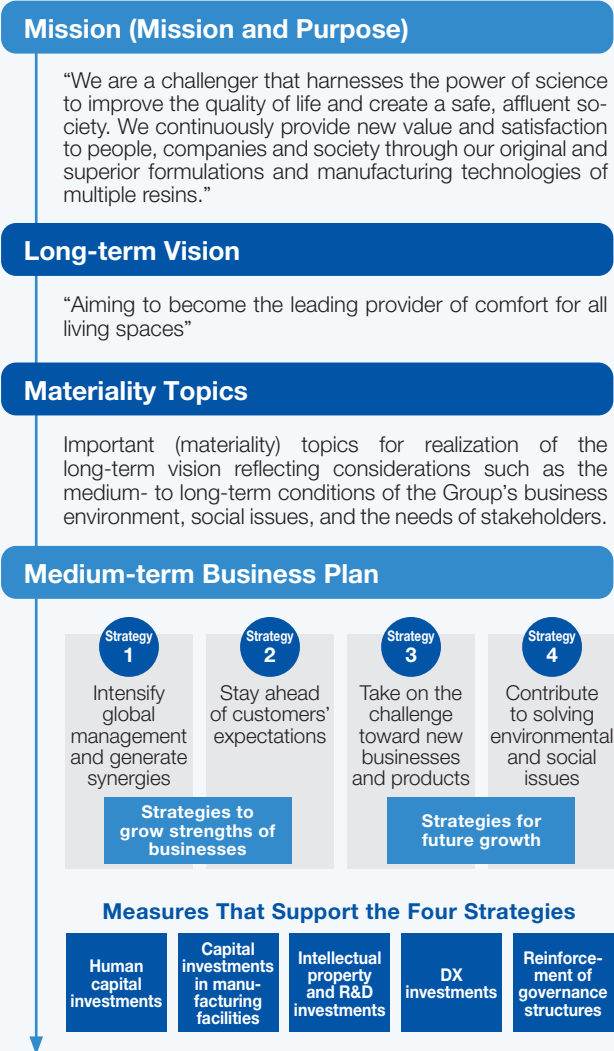 Mission (Mission and Purpose)
“We are a challenger that harnesses the power of science
to improve the quality of life and create a safe, affluent so-
ciety. We continuously provide new value and satisfaction
to people, companies and society through our original and
superior formulations and manufacturing technologies of
multiple resins.”
Long-term Vision
“Aiming to become the leading provider of comfort for all
living spaces”
Materiality Topics
Important (materiality) topics for realization of the
long-term vision reflecting considerations such as the
medium- to long-term conditions of the Group’s business
environment, social issues, and the needs of stakeholders.
Medium-term Business Plan
Strategy
1
Intensify
global
management
and generate
synergies
Strategy
2
Stay ahead
of customers’
expectations
Strategies to
grow strengths of
businesses
Strategy
3
Take on the
challenge
toward new
businesses
and products
Strategy
4
Contribute
to solving
environmental
and social
issues
Strategies for
future growth
Measures That Support the Four Strategies
Human
capital
investments
Capital
investments
in manu-
facturing
facilities
Intellectual
property
and R&D
investments
DX
investments
Reinforce-
ment of
governance
structures